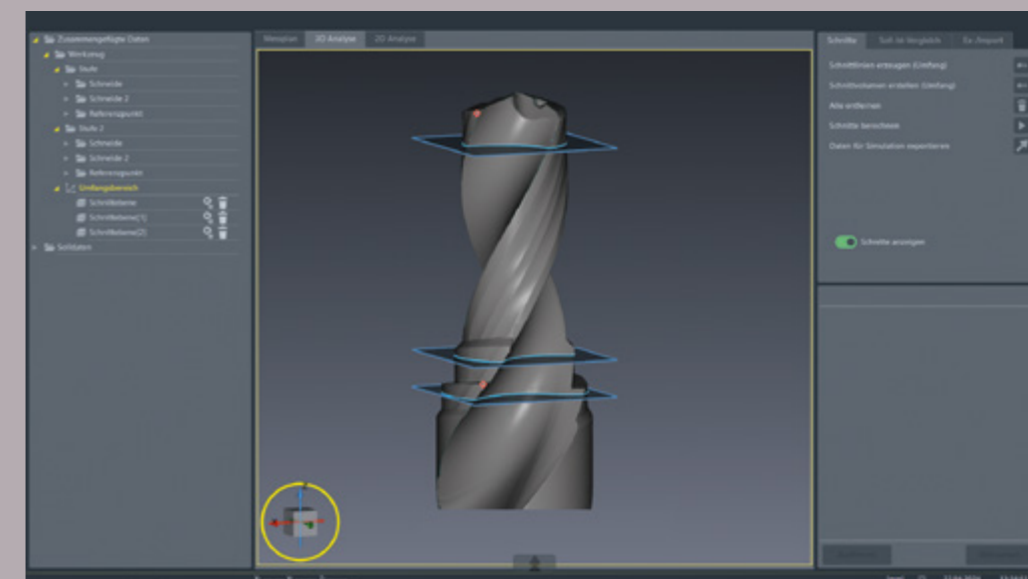 Zusammengefügte Daten
Werkzeug
Stufe
Schneide
Schneide 2
Referenzpunkt
Stufe 2
Schneide
Schneide 2
Referenzpunkt
Umfangsbereich
Schnittebene
Schnittebene(1)
Schnittebene(2)
Solldaten
Messplan
3D Analyse
2D Analyse
Schnitte
Soll-Ist-Vergleich
Ex-/Import
Schnittlinien erzeugen (Umfang)
Schnittvolumen erstellen (Umfang)
Alle entfernen
Schnitte berechnen
Daten für Simulation exportieren
Schnitte anzeigen